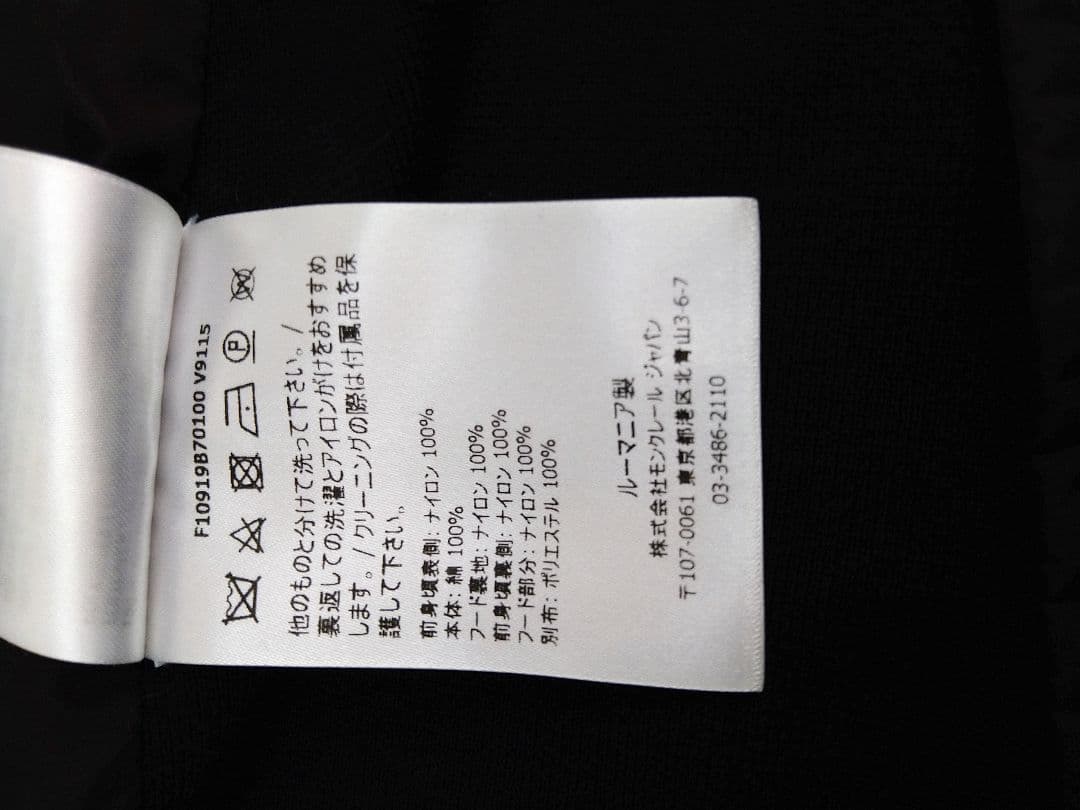 F10919B70100 V9115
P W
他のものと分けて洗って下さい。/
裏返しての洗濯とアイロンがけをおすすめ
します。/クリーニングの際は付属品を保
護して下さい。
前身頃表側: ナイロン 100%
本体: 綿 100%
フード裏地: ナイロン 100%
前身頃裏側: ナイロン 100%
フード部分: ナイロン 100%
別布: ポリエステル 100%
ルーマニア製
株式会社モンクレール ジャパン
〒107-0061 東京都港区北青山3-6-7
03-3486-2110